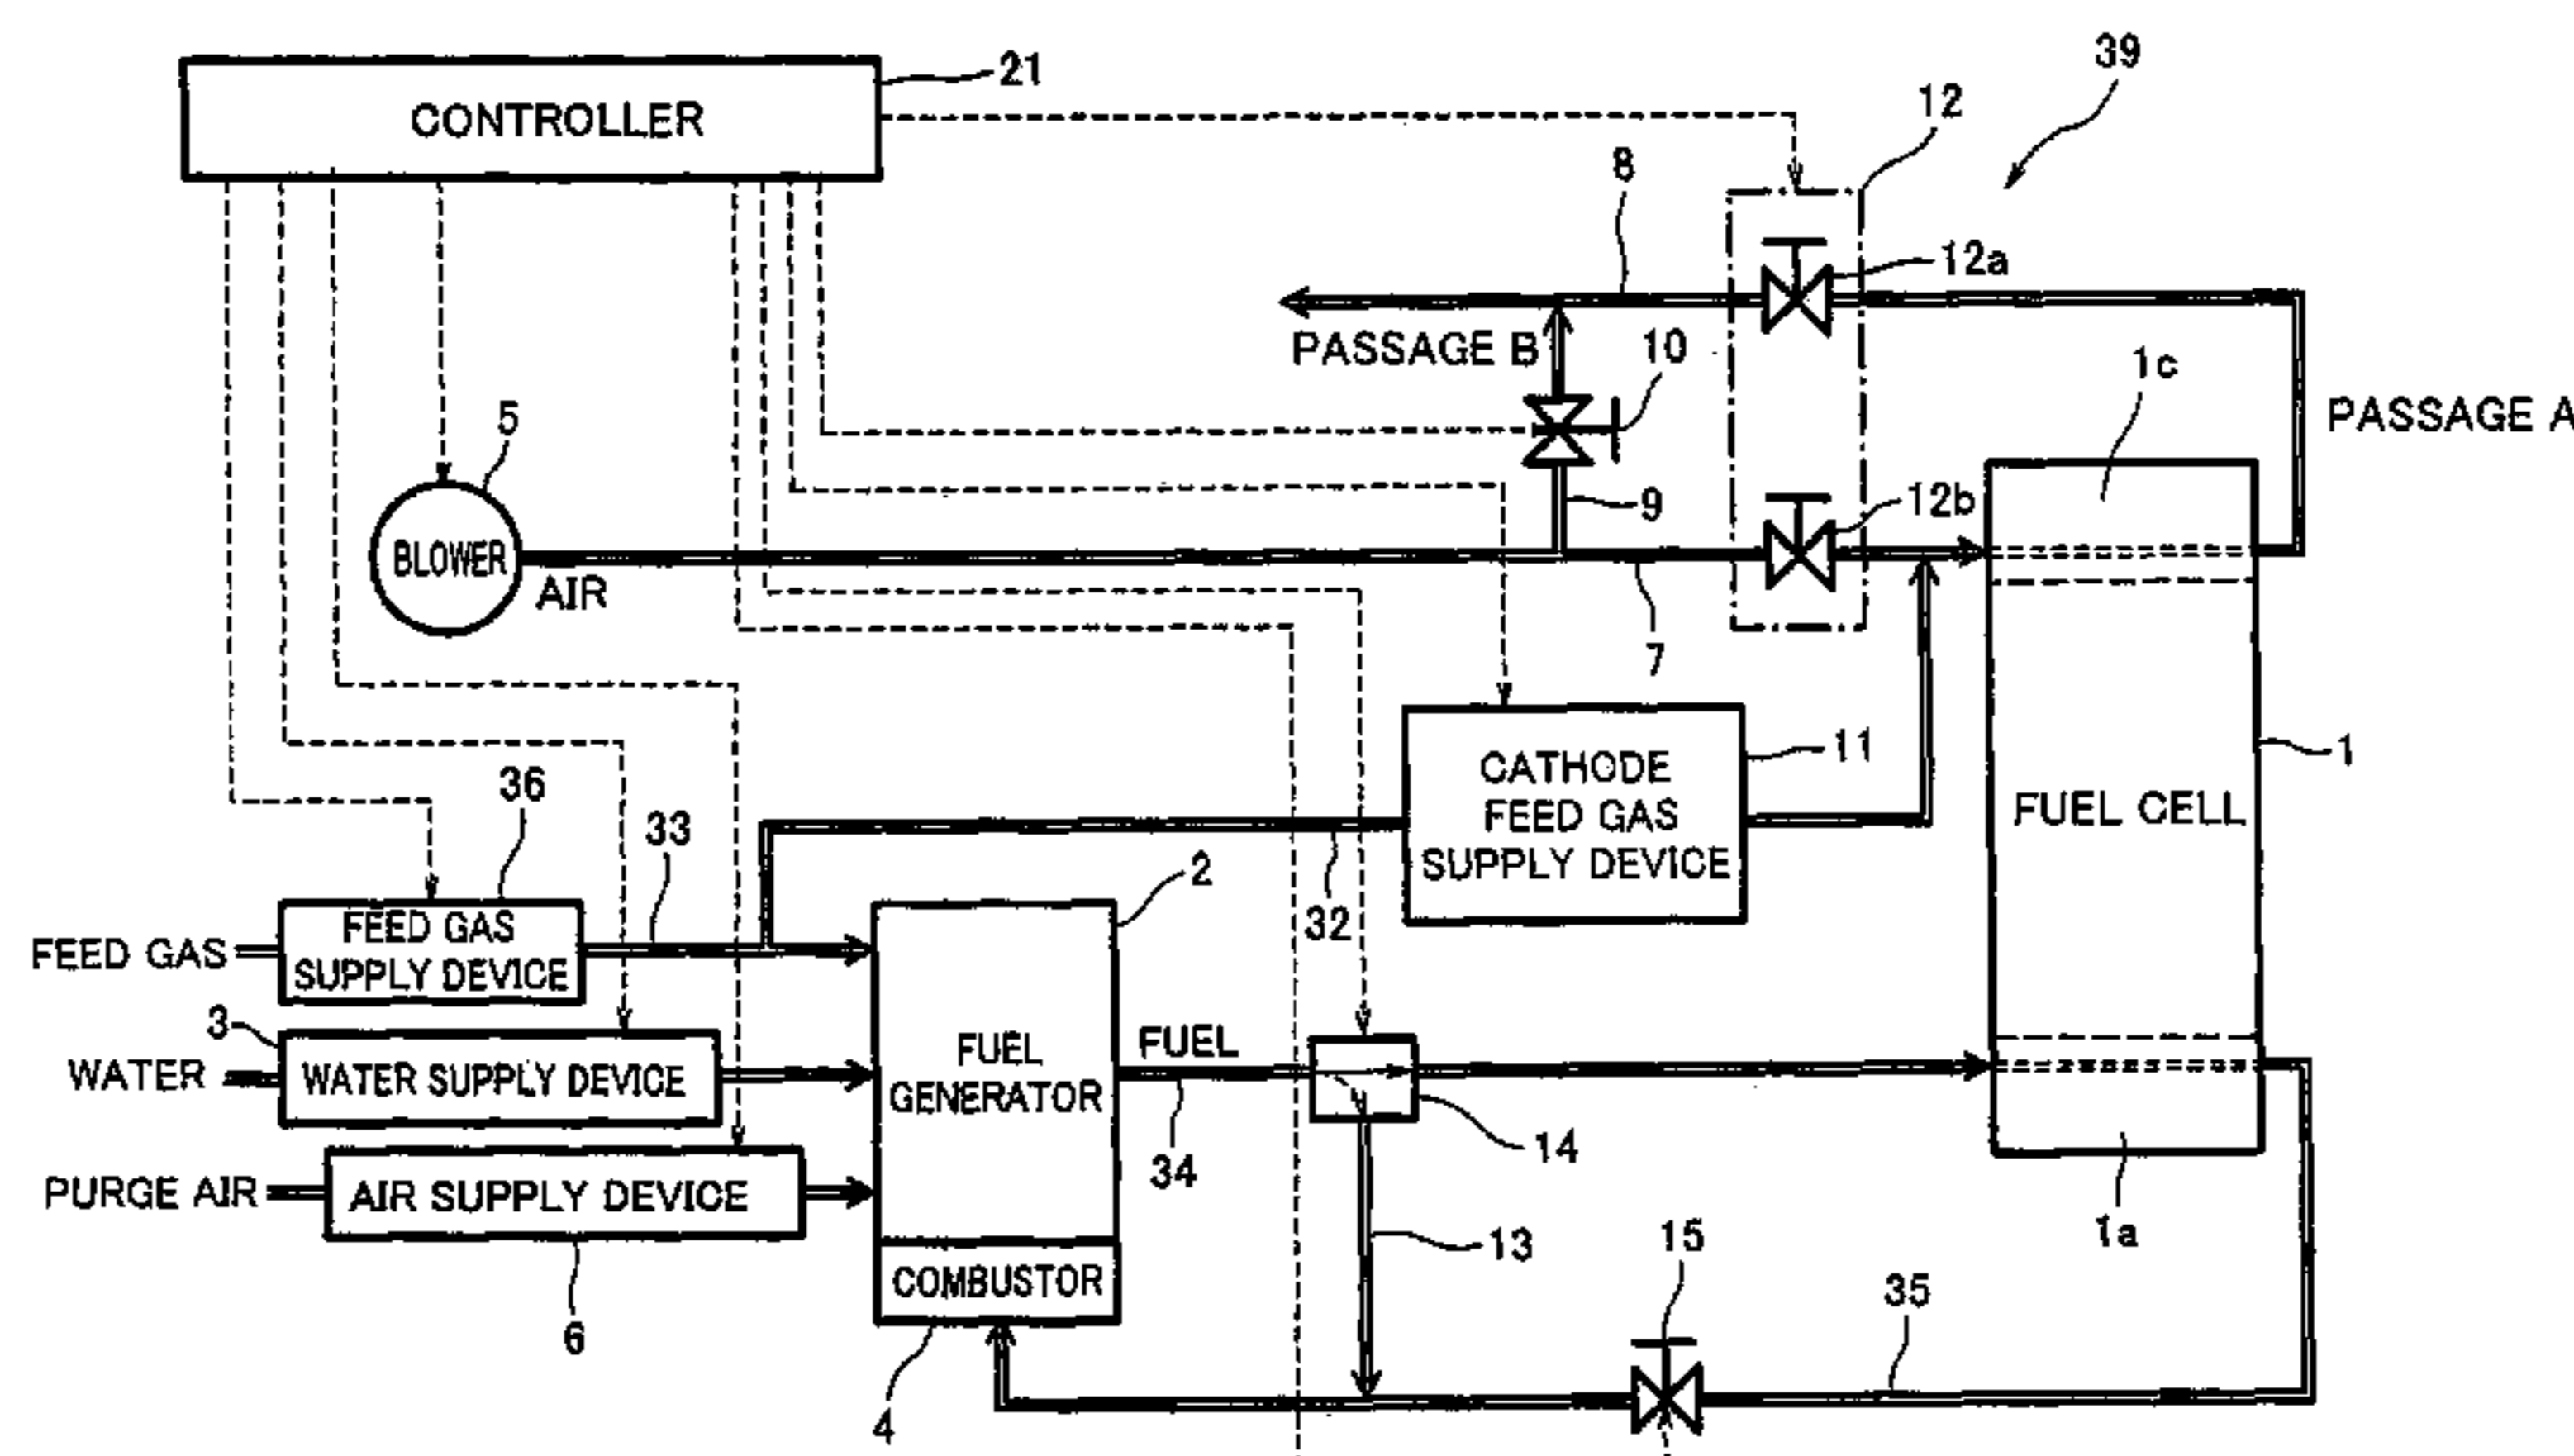 39
21
CONTROLLER
12
8
12a
PASSAGE B
10
1c
PASSAGE A
5
9
12b
BLOWER
AIR
7
11
1
CATHODE
FEED GAS
SUPPLY DEVICE
FUEL CELL
36
33
2
32
FEED GAS
FEED GAS
SUPPLY DEVICE
3
WATER
WATER SUPPLY DEVICE
FUEL
GENERATOR
FUEL
34
14
PURGE AIR
AIR SUPPLY DEVICE
1a
13
15
COMBUSTOR
35
6
4